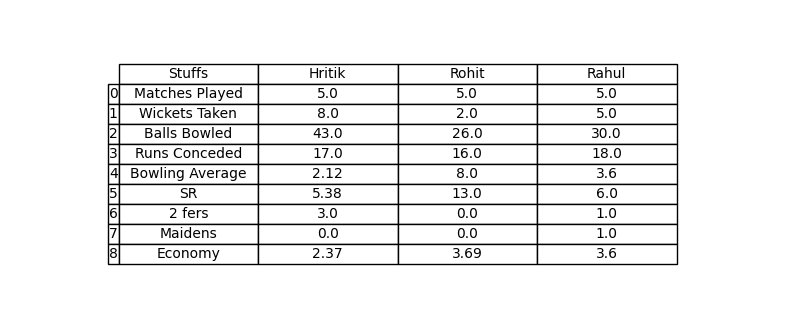 Stuffs Hritik Rohit Rahul
0 Matches Played 5.0 5.0 5.0
1 Wickets Taken 8.0 2.0 5.0
2 Balls Bowled 43.0 26.0 30.0
3 Runs Conceded 17.0 16.0 18.0
4 Bowling Average 2.12 8.0 3.6
5 SR 5.38 13.0 6.0
6 2 fers 3.0 0.0 1.0
7 Maidens 0.0 0.0 1.0
8 Economy 2.37 3.69 3.6